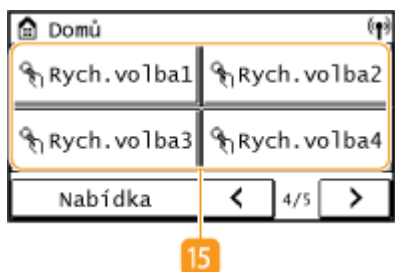 Domů
Rych.volba1 Rych.volba2
Rych.volba3 Rych.volba4
Nabídka < 4/5 >
15